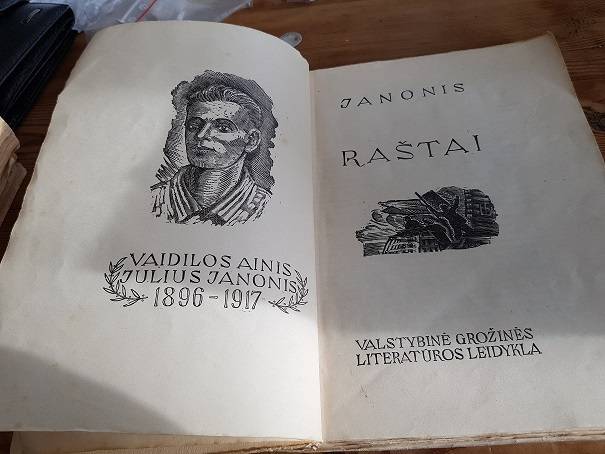 VAIDILOS AINIS
JULIUS JANONIS
1896 - 1917
JANONIS
RAŠTAI
VALSTYBINĖ GROŽINĖS
LITERATŪROS LEIDYKLA